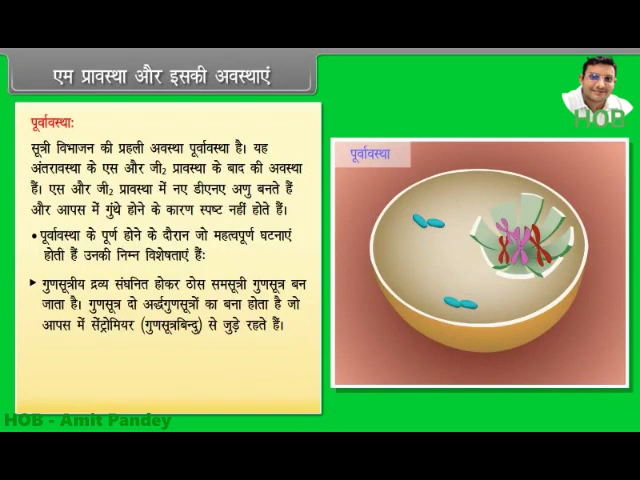 एम प्रावस्था और इसकी अवस्थाएं
HOB
पूर्वावस्था:
सूत्री विभाजन की प्रहली अवस्था पूर्वावस्था है। यह
अंतरावस्था के एस और जी₂ प्रावस्था के बाद की अवस्था
हैं। एस और जी₂ प्रावस्था में नए डीएनए अणु बनते हैं
और आपस में गुंथे होने के कारण स्पष्ट नहीं होते हैं।
•पूर्वावस्था के पूर्ण होने के दौरान जो महत्वपूर्ण घटनाएं
होती हैं उनकी निम्न विशेषताएं हैं:
▸ गुणसूत्रीय द्रव्य संघनित होकर ठोस समसूत्री गुणसूत्र बन
जाता है। गुणसूत्र दो अर्द्धगुणसूत्रों का बना होता है जो
आपस में सेंट्रोमियर (गुणसूत्रबिन्दु) से जुड़े रहते हैं।
पूर्वावस्था
HOB - Amit Pandey